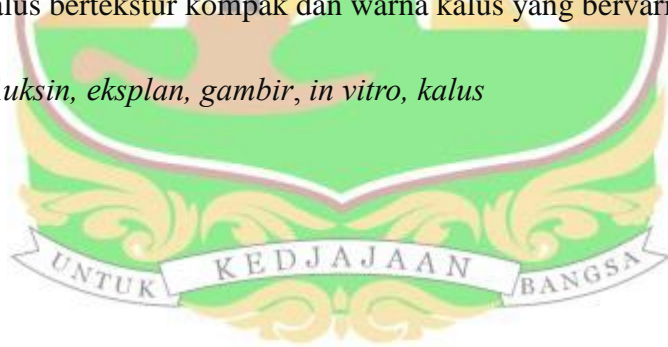 alus bertekstur kompak dan warna kalus yang bervari
uksin, eksplan, gambir, in vitro, kalus
UNTUK KEDJAJAAN BANGSA